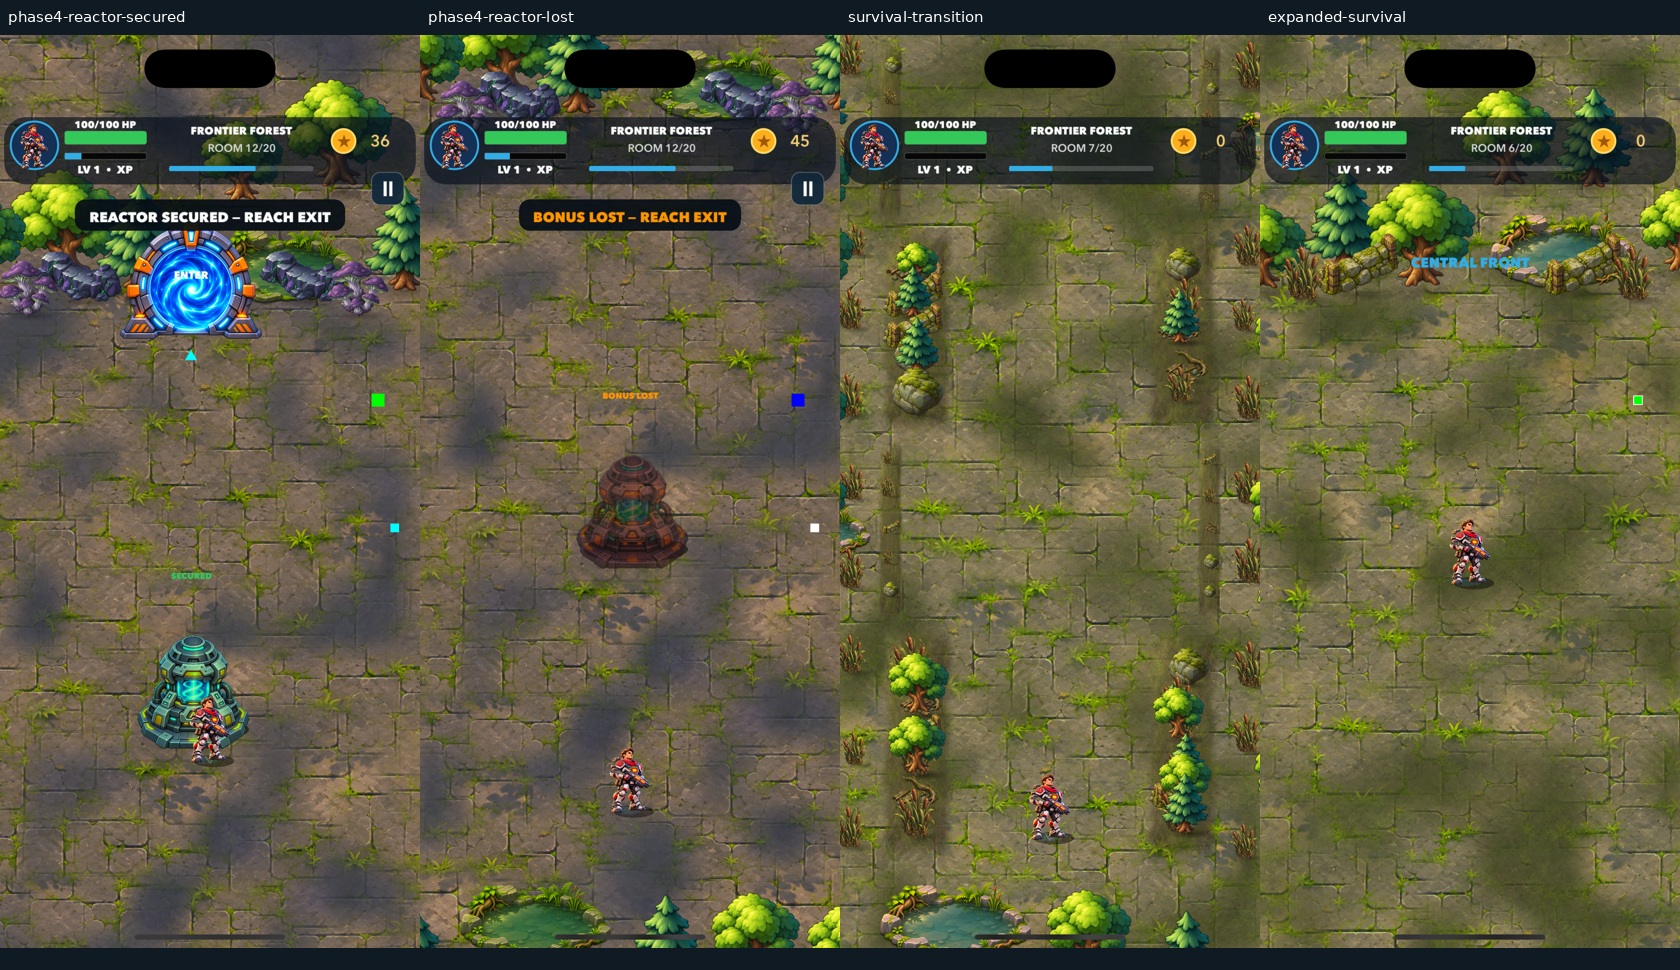 phase4-reactor-secured
100/100 HP
FRONTIER FOREST
ROOM 12/20
36
LV 1 • XP
REACTOR SECURED – REACH EXIT
ENTER
SECURED
phase4-reactor-lost
100/100 HP
FRONTIER FOREST
ROOM 12/20
45
LV 1 • XP
BONUS LOST – REACH EXIT
BONUS LOST
survival-transition
100/100 HP
FRONTIER FOREST
ROOM 7/20
0
LV 1 • XP
expanded-survival
100/100 HP
FRONTIER FOREST
ROOM 6/20
0
LV 1 • XP
CENTRAL FRONT